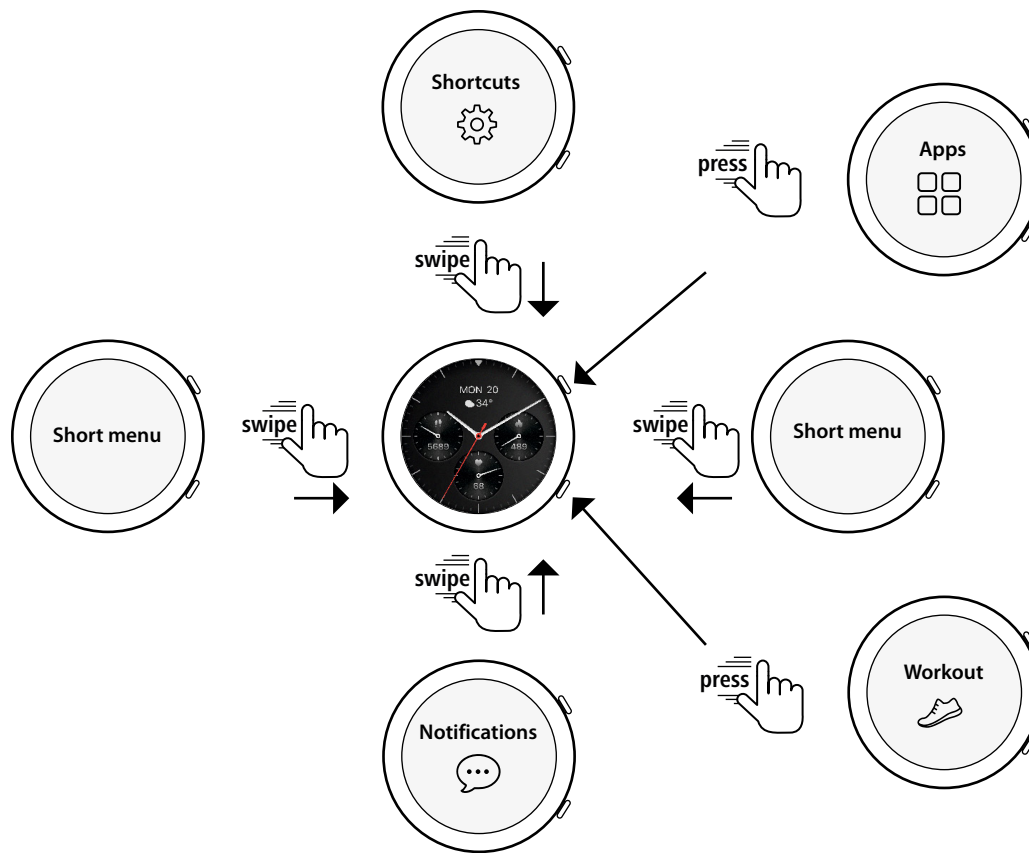 Shortcuts
press
Apps
swipe
MON 20
34°
Short menu
swipe
5689
489
68
swipe
Short menu
swipe
Notifications
press
Workout